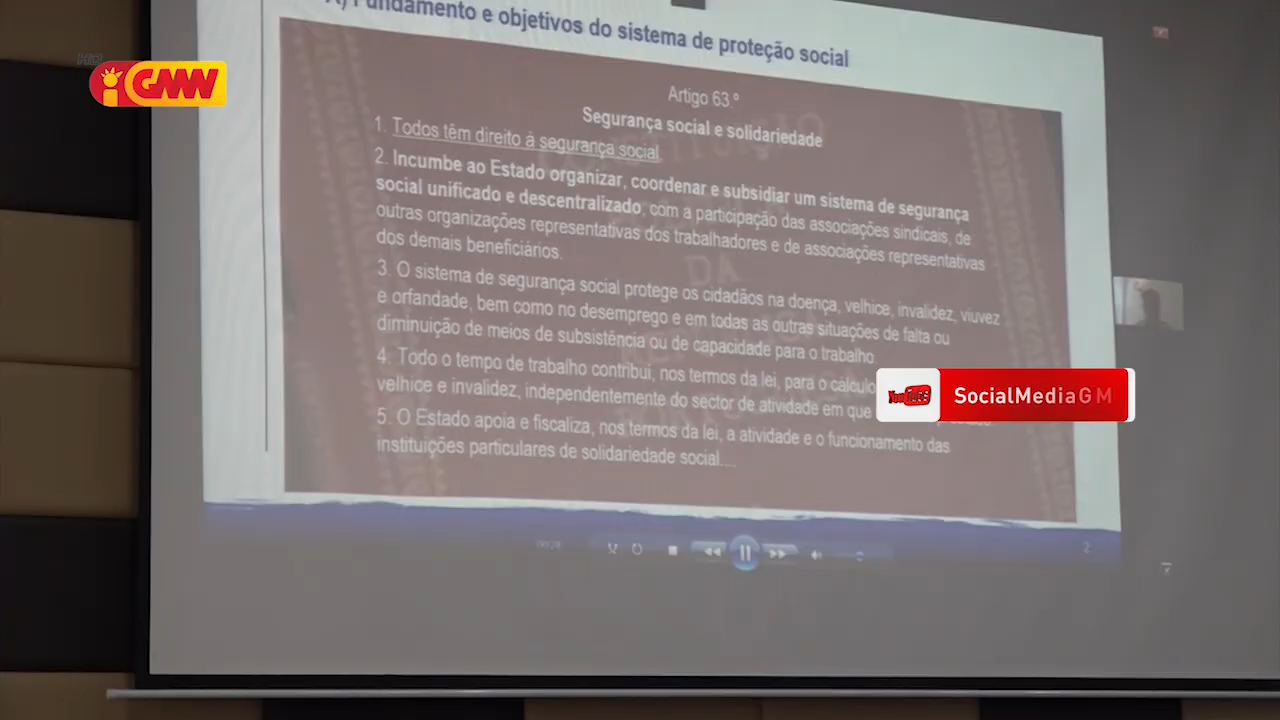 A) Fundamento e objetivos do sistema de proteção social
GMN
Artigo 63.º
Segurança social e solidariedade
1. Todos têm direito à segurança social.
2. Incumbe ao Estado organizar, coordenar e subsidiar um sistema de segurança
social unificado e descentralizado, com a participação das associações sindicais, de
outras organizações representativas dos trabalhadores e de associações representativas
dos demais beneficiários.
3. O sistema de segurança social protege os cidadãos na doença, velhice, invalidez, viuvez
e orfandade, bem como no desemprego e em todas as outras situações de falta ou
diminuição de meios de subsistência ou de capacidade para o trabalho.
4. Todo o tempo de trabalho contribui, nos termos da lei, para o cálculo
velhice e invalidez, independentemente do sector de atividade em que
YouTube
SocialMediaGM
5. O Estado apoia e fiscaliza, nos termos da lei, a atividade e o funcionamento das
instituições particulares de solidariedade social....
2